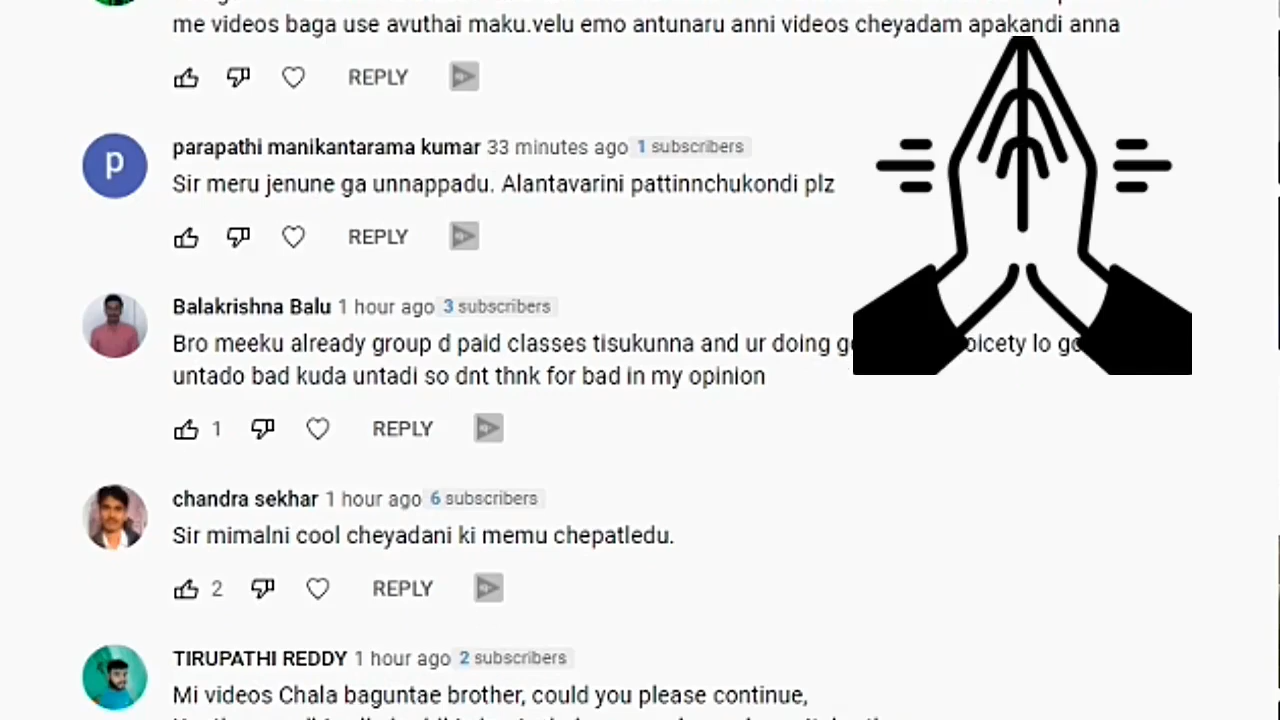 me videos baga use avuthai maku.velu emo antunaru anni videos cheyadam apakandi anna
REPLY
P
parapathi manikantarama kumar 33 minutes ago 1 subscribers
Sir meru jenune ga unnappadu. Alantavarini pattinnchukondi plz
REPLY
Balakrishna Balu 1 hour ago 3 subscribers
Bro meeku already group d paid classes tisukunna and ur doing
untado bad kuda untadi so dnt thnk for bad in my opinion
1 REPLY
chandra sekhar 1 hour ago 6 subscribers
Sir mimalni cool cheyadani ki memu chepatledu.
2 REPLY
TIRUPATHI REDDY 1 hour ago 2 subscribers
Mi videos Chala baguntae brother, could you please continue,